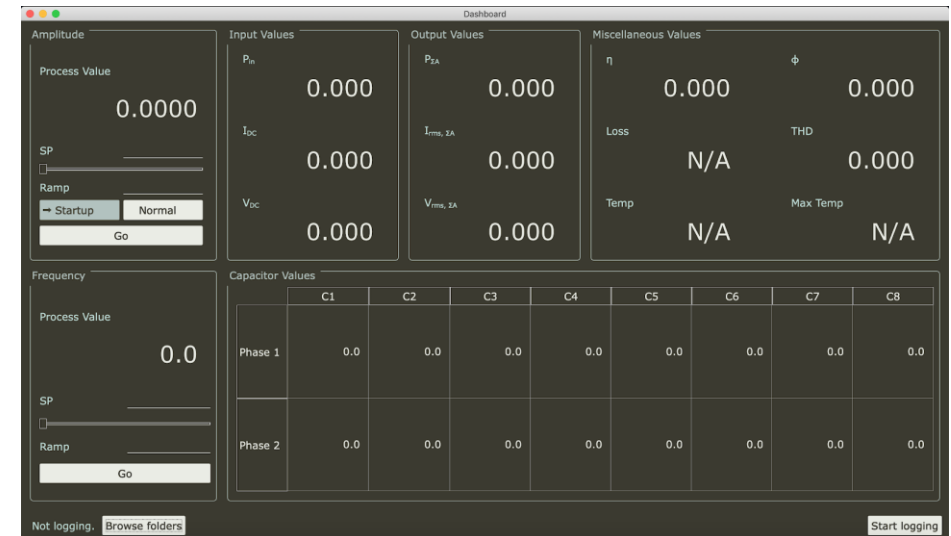 Dashboard
Amplitude
Process Value
0.0000
SP
Ramp
→ Startup Normal
Go
Input Values
Pin
0.000
IDC
0.000
VDC
0.000
Output Values
PΣA
0.000
Irms, ΣA
0.000
Vrms, ΣA
0.000
Miscellaneous Values
η ϕ
0.000 0.000
Loss THD
N/A 0.000
Temp Max Temp
N/A N/A
Frequency
Process Value
0.0
SP
Ramp
Go
Capacitor Values
C1 C2 C3 C4 C5 C6 C7 C8
Phase 1 0.0 0.0 0.0 0.0 0.0 0.0 0.0 0.0
Phase 2 0.0 0.0 0.0 0.0 0.0 0.0 0.0 0.0
Not logging. Browse folders Start logging